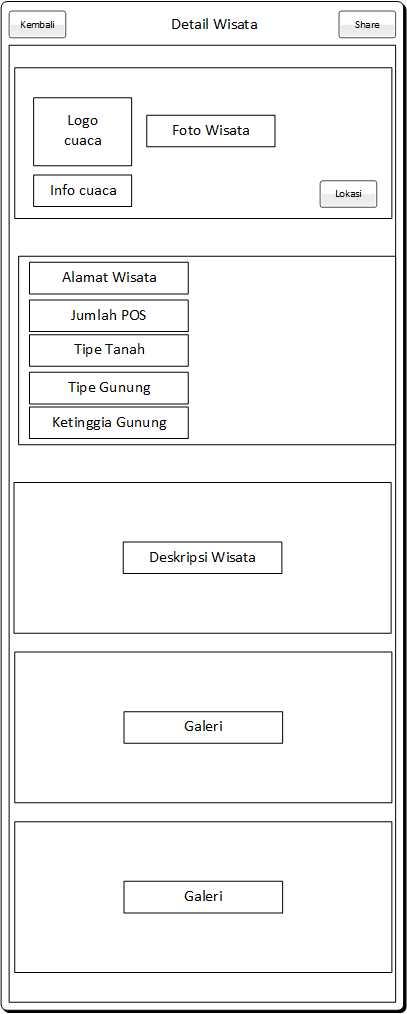 Kembali
Detail Wisata
Share
Logo
cuaca
Foto Wisata
Info cuaca
Lokasi
Alamat Wisata
Jumlah POS
Tipe Tanah
Tipe Gunung
Ketinggia Gunung
Deskripsi Wisata
Galeri
Galeri